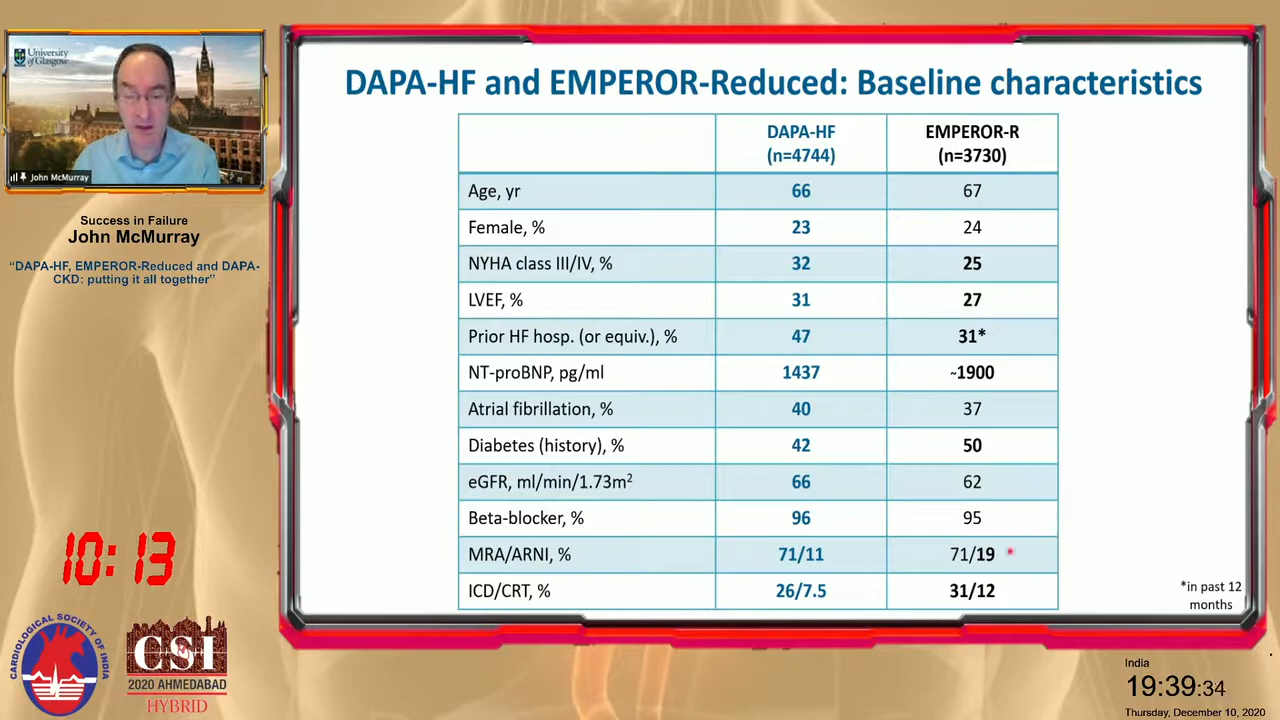 University
of Glasgow
John McMurray
Success in Failure
John McMurray
“DAPA-HF, EMPEROR-Reduced and DAPA-
CKD: putting it all together”
10:13
CARDIOLOGICAL SOCIETY OF INDIA
CSI
2020 AHMEDABAD
HYBRID
DAPA-HF and EMPEROR-Reduced: Baseline characteristics
DAPA-HF EMPEROR-R
(n=4744) (n=3730)
Age, yr 66 67
Female, % 23 24
NYHA class III/IV, % 32 25
LVEF, % 31 27
Prior HF hosp. (or equiv.), % 47 31*
NT-proBNP, pg/ml 1437 ~1900
Atrial fibrillation, % 40 37
Diabetes (history), % 42 50
eGFR, ml/min/1.73m² 66 62
Beta-blocker, % 96 95
MRA/ARNI, % 71/11 71/19
ICD/CRT, % 26/7.5 31/12
*in past 12
months
India
19:39:34
Thursday, December 10, 2020